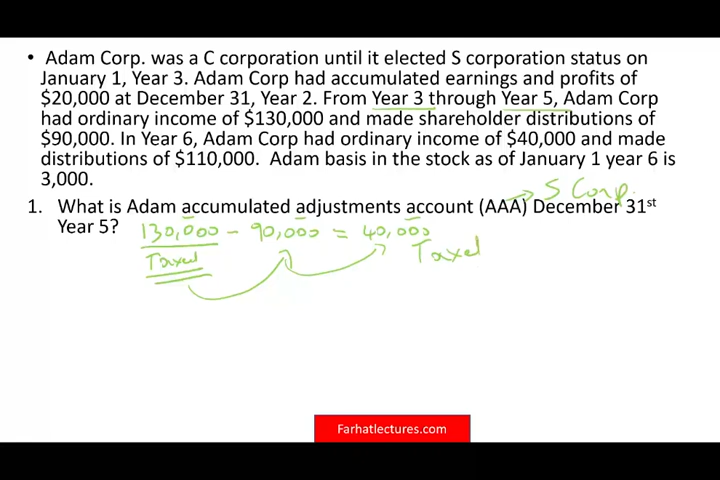 • Adam Corp. was a C corporation until it elected S corporation status on
January 1, Year 3. Adam Corp had accumulated earnings and profits of
$20,000 at December 31, Year 2. From Year 3 through Year 5, Adam Corp
had ordinary income of $130,000 and made shareholder distributions of
$90,000. In Year 6, Adam Corp had ordinary income of $40,000 and made
distributions of $110,000. Adam basis in the stock as of January 1 year 6 is
3,000.
→ S Corp.
1. What is Adam accumulated adjustments account (AAA) December 31st
Year 5? 130,000 - 90,000 = 40,000
Taxed Taxed
Farhatlectures.com